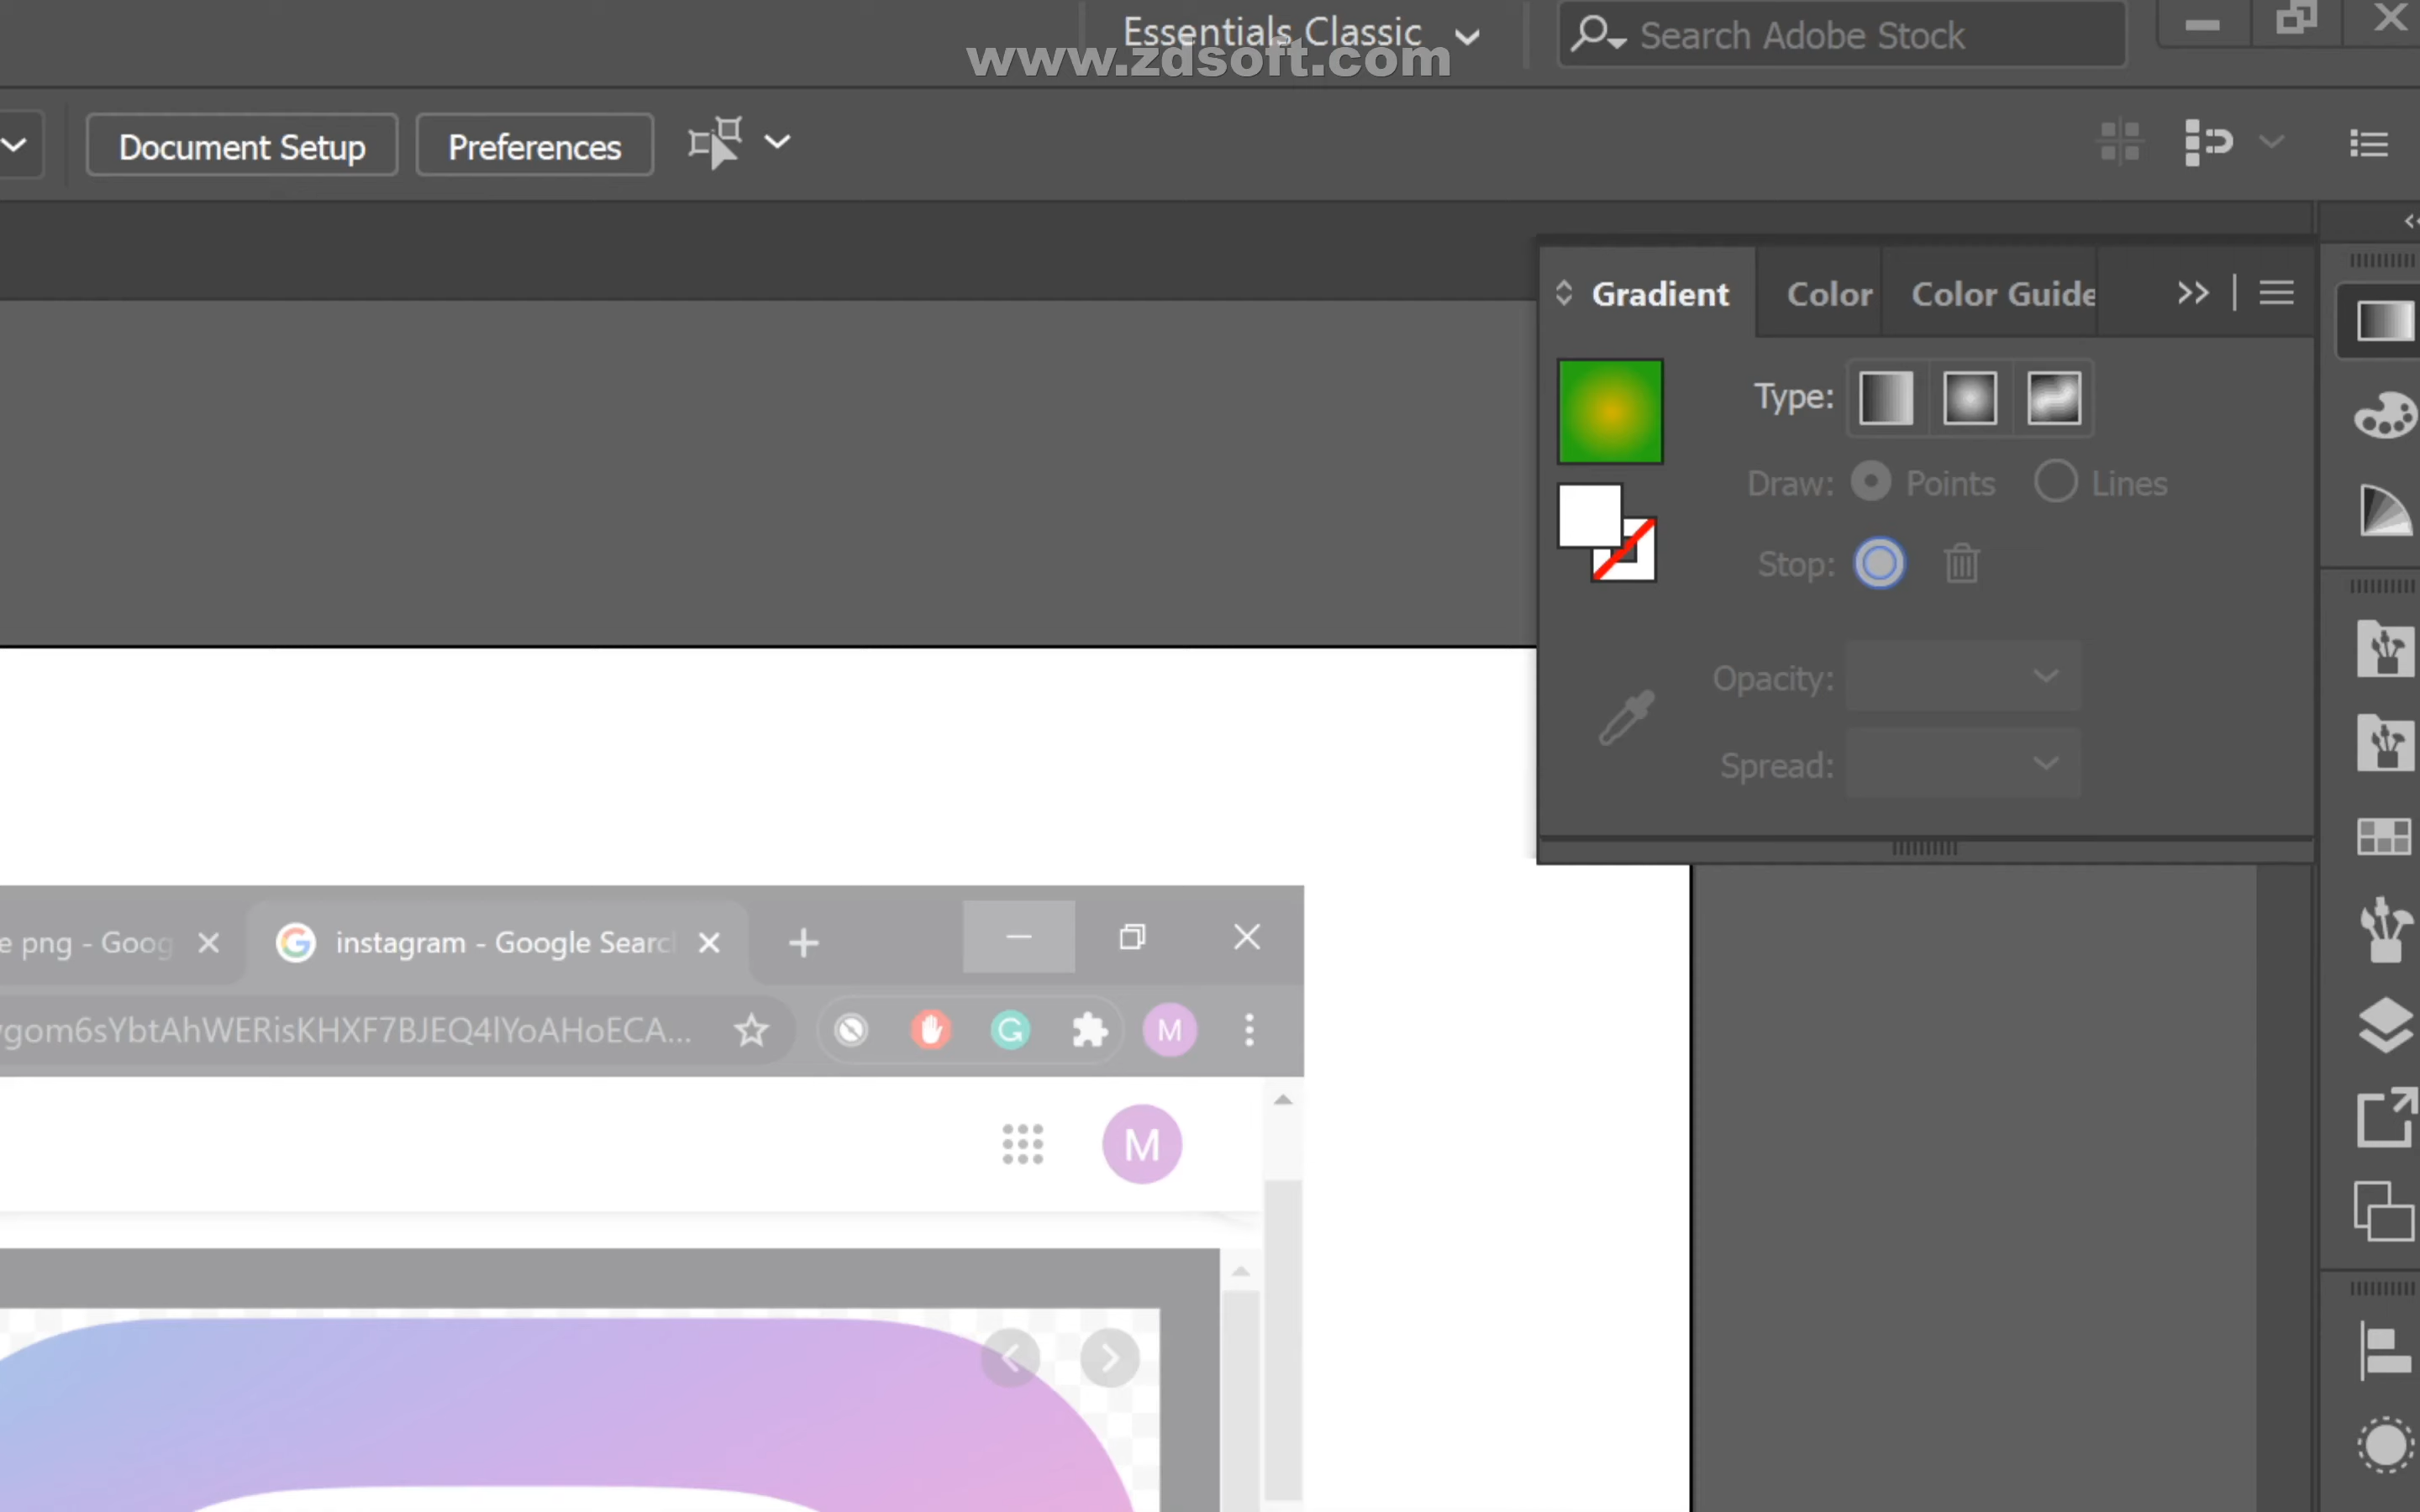 Essentials Classic
Search Adobe Stock
www.zdsoft.com
Document Setup
Preferences
Gradient
Color
Color Guide
Type:
Draw:
Points
Lines
Stop:
Opacity:
Spread:
e png - Goog
instagram - Google Searc
gom6sYbtAhWERisKHXF7BJEQ4lYoAHoECA...
M
M